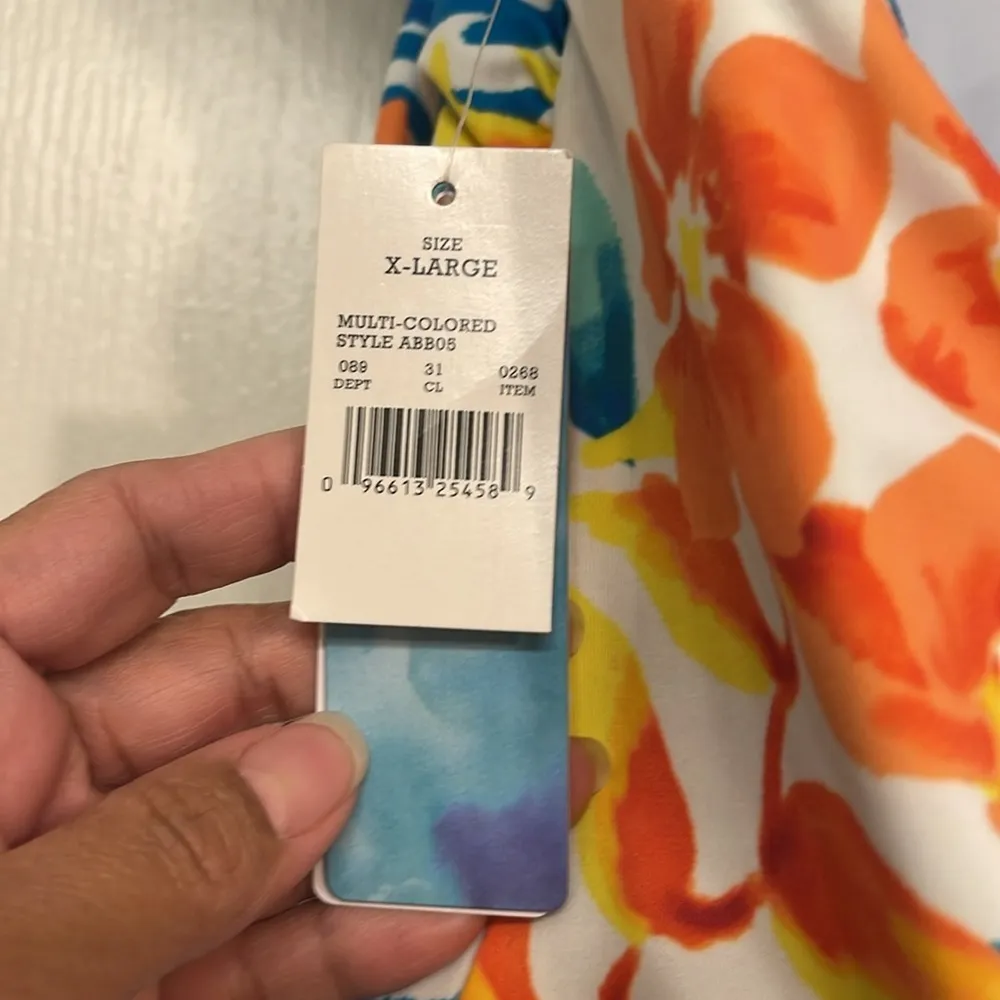 SIZE
X-LARGE
MULTI-COLORED
STYLE ABB05
089 31 0268
DEPT CL ITEM
0 96613 25458 9